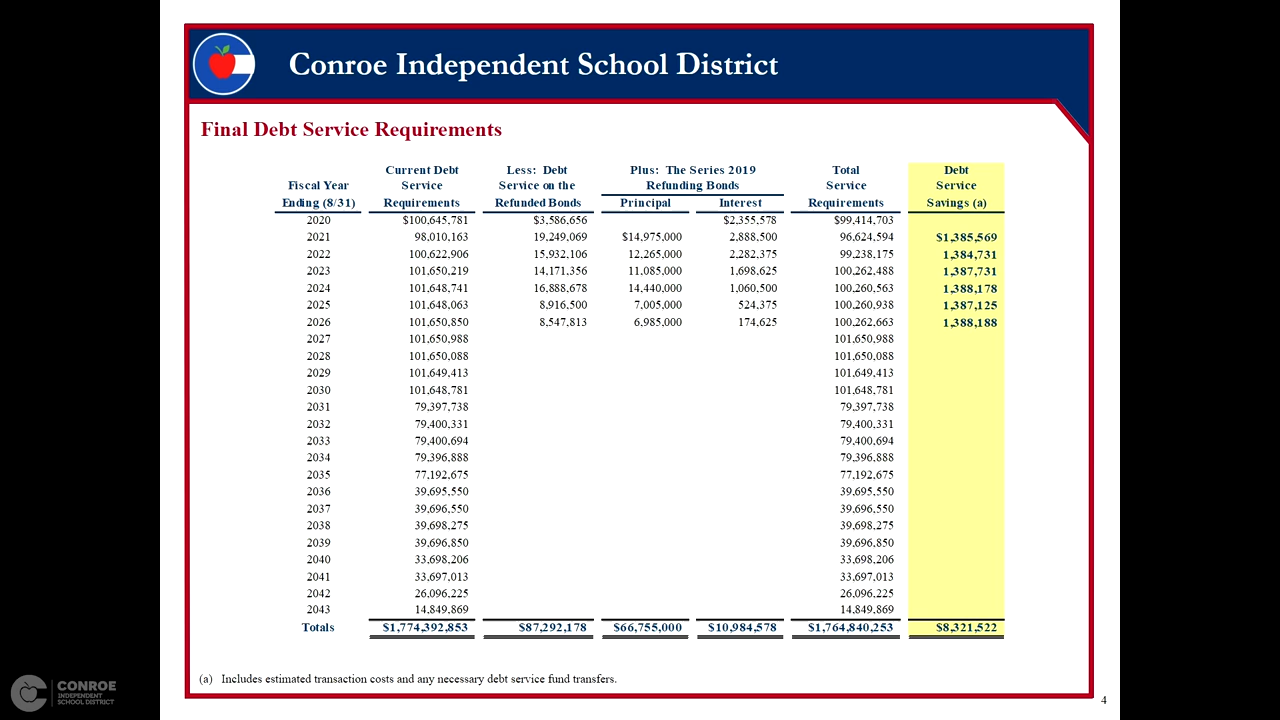 Conroe Independent School District
Final Debt Service Requirements
Current Debt Less: Debt Plus: The Series 2019 Total Debt
Fiscal Year Service Service on the Refunding Bonds Service Service
Ending (8/31) Requirements Refunded Bonds Principal Interest Requirements Savings (a)
2020 $100,645,781 $3,586,656 $2,355,578 $99,414,703
2021 98,010,163 19,249,069 $14,975,000 2,888,500 96,624,594 $1,385,569
2022 100,622,906 15,932,106 12,265,000 2,282,375 99,238,175 1,384,731
2023 101,650,219 14,171,356 11,085,000 1,698,625 100,262,488 1,387,731
2024 101,648,741 16,888,678 14,440,000 1,060,500 100,260,563 1,388,178
2025 101,648,063 8,916,500 7,005,000 524,375 100,260,938 1,387,125
2026 101,650,850 8,547,813 6,985,000 174,625 100,262,663 1,388,188
2027 101,650,988 101,650,988
2028 101,650,088 101,650,088
2029 101,649,413 101,649,413
2030 101,648,781 101,648,781
2031 79,397,738 79,397,738
2032 79,400,331 79,400,331
2033 79,400,694 79,400,694
2034 79,396,888 79,396,888
2035 77,192,675 77,192,675
2036 39,695,550 39,695,550
2037 39,696,550 39,696,550
2038 39,698,275 39,698,275
2039 39,696,850 39,696,850
2040 33,698,206 33,698,206
2041 33,697,013 33,697,013
2042 26,096,225 26,096,225
2043 14,849,869 14,849,869
Totals $1,774,392,853 $87,292,178 $66,755,000 $10,984,578 $1,764,840,253 $8,321,522
(a) Includes estimated transaction costs and any necessary debt service fund transfers.
4
CONROE
INDEPENDENT
SCHOOL DISTRICT